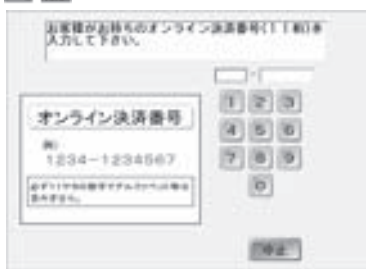 お客様がお持ちのオンライン決済番号(11桁)を
入力して下さい。
-
1 2 3
オンライン決済番号
4 5 6
例)
1234-1234567
7 8 9
0
中止